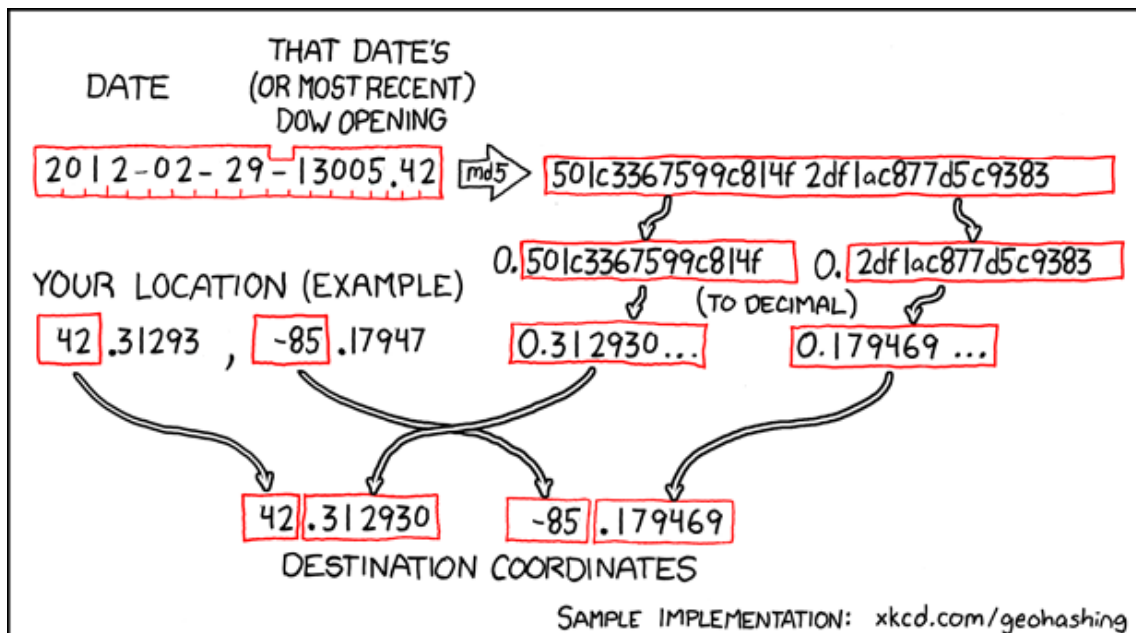 DATE
THAT DATE'S
(OR MOST RECENT)
DOW OPENING
2012-02-29-13005.42
md5
501c3367599c814f 2df1ac877d5c9383
0.501c3367599c814f
0.2df1ac877d5c9383
(TO DECIMAL)
YOUR LOCATION (EXAMPLE)
42.31293, -85.17947
0.312930...
0.179469...
42.312930
-85.179469
DESTINATION COORDINATES
SAMPLE IMPLEMENTATION: xkcd.com/geohashing